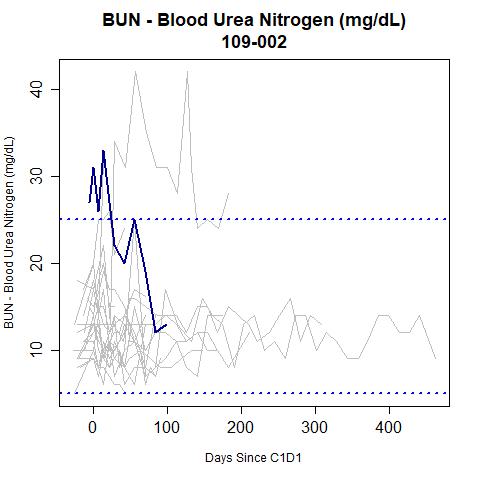 BUN - Blood Urea Nitrogen (mg/dL)
109-002
BUN - Blood Urea Nitrogen (mg/dL)
40
30
20
10
0 100 200 300 400
Days Since C1D1